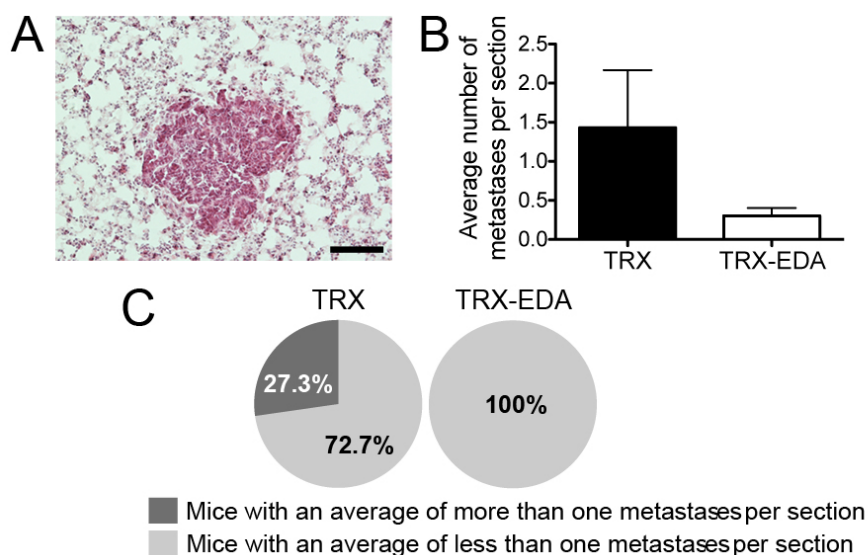 A
B
Average number of
metastases per section
2.5
2.0
1.5
1.0
0.5
0.0
TRX
TRX-EDA
C
TRX
TRX-EDA
27.3%
72.7%
100%
Mice with an average of more than one metastases per section
Mice with an average of less than one metastases per section